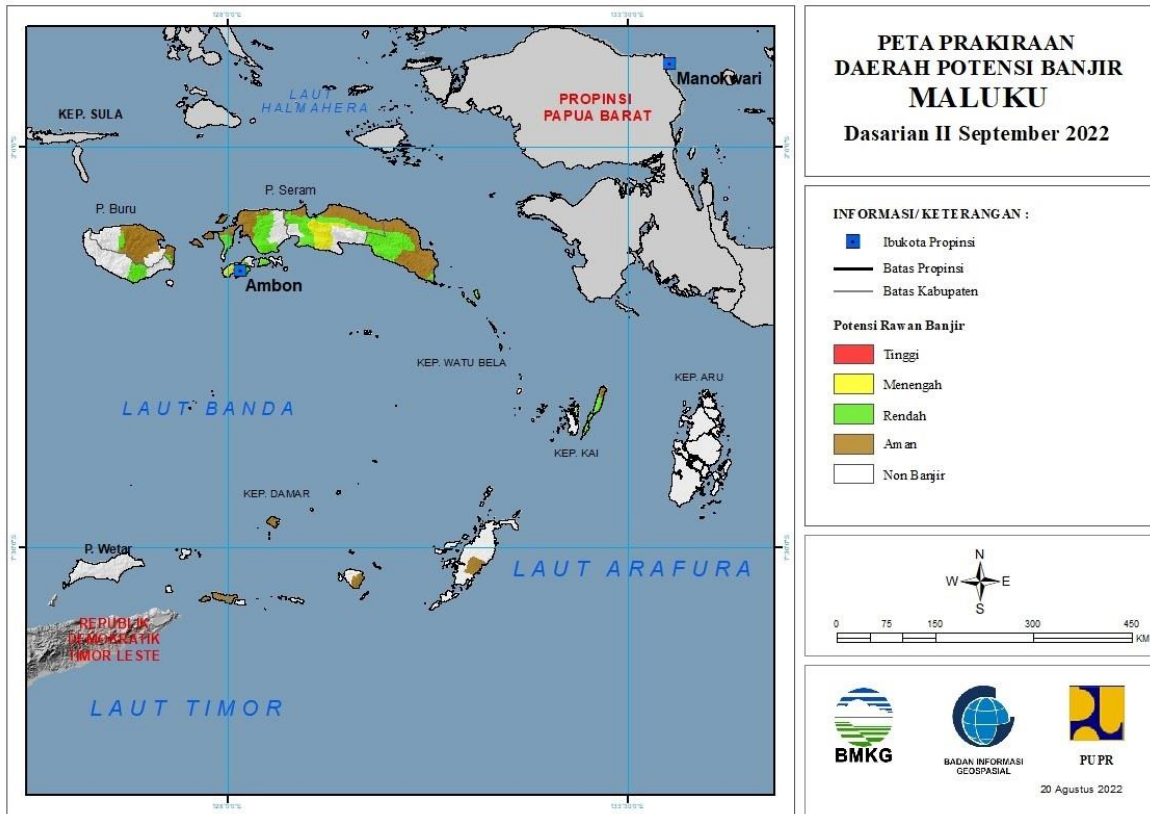 PETA PRAKIRAAN
DAERAH POTENSI BANJIR
MALUKU
Dasarian II September 2022
INFORMASI/KETERANGAN :
Ibukota Propinsi
Batas Propinsi
Batas Kabupaten
Potensi Rawan Banjir
Tinggi
Menengah
Rendah
Aman
Non Banjir
N
W E
S
0 75 150 300 450
KM
BMKG
BADAN INFORMASI
GEOSPASIAL
PUPR
20 Agustus 2022
Manokwari
LAUT
HALMAHERA
PROPINSI
PAPUA BARAT
KEP. SULA
P. Seram
P. Buru
Ambon
KEP. WATU BELA
KEP. ARU
LAUT BANDA
KEP. KAI
KEP. DAMAR
P. Wetar
LAUT ARAFURA
REPUBLIK
DEMOKRATIK
TIMOR LESTE
LAUT TIMOR